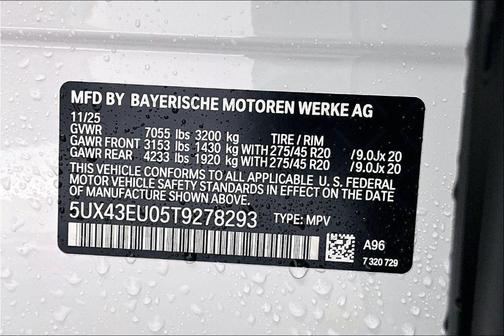 MFD BY BAYERISCHE MOTOREN WERKE AG
11/25
GVWR 7055 lbs 3200 kg TIRE / RIM
GAWR FRONT 3153 lbs 1430 kg WITH 275/45 R20 /9.0Jx 20
GAWR REAR 4233 lbs 1920 kg WITH 275/45 R20 /9.0Jx 20
THIS VEHICLE CONFORMS TO ALL APPLICABLE U. S. FEDERAL
MOTOR VEHICLE SAFETY STANDARDS IN EFFECT ON THE DATE
OF MANUFACTURE SHOWN ABOVE.
5UX43EU05T9278293 TYPE: MPV
A96
7 320 729